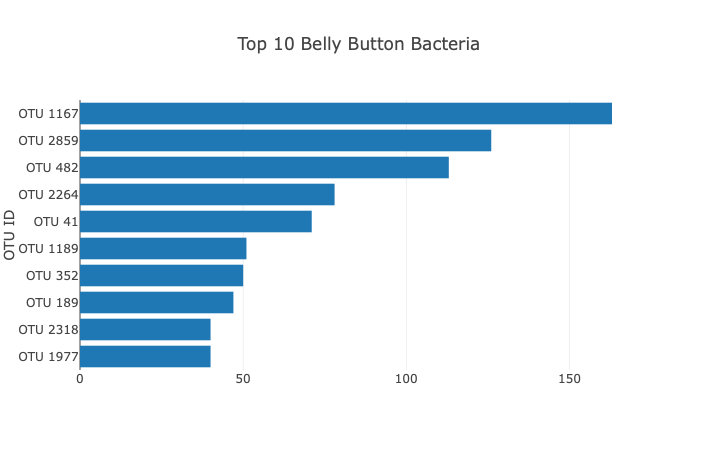 Top 10 Belly Button Bacteria
OTU ID
OTU 1167
OTU 2859
OTU 482
OTU 2264
OTU 41
OTU 1189
OTU 352
OTU 189
OTU 2318
OTU 1977
0 50 100 150